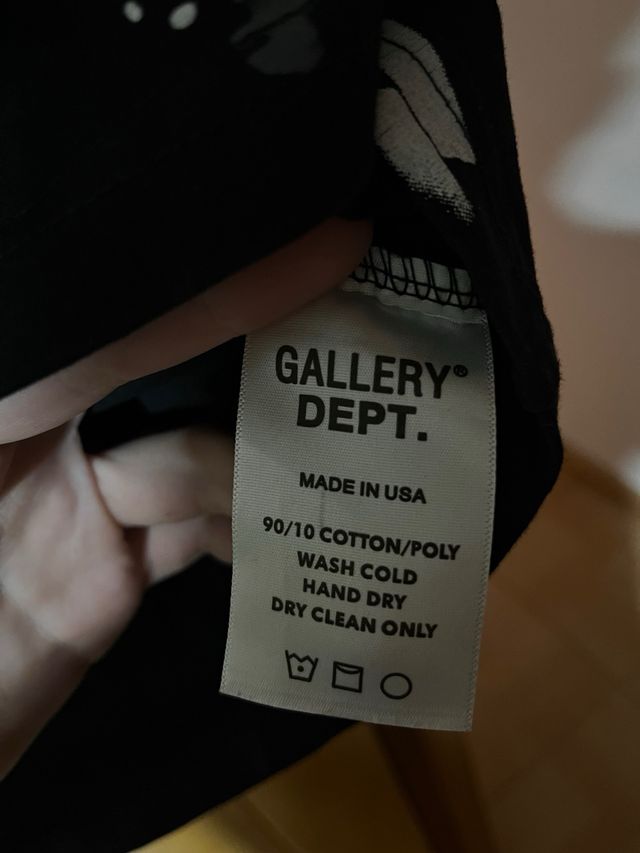 GALLERY®
DEPT.
MADE IN USA
90/10 COTTON/POLY
WASH COLD
HAND DRY
DRY CLEAN ONLY